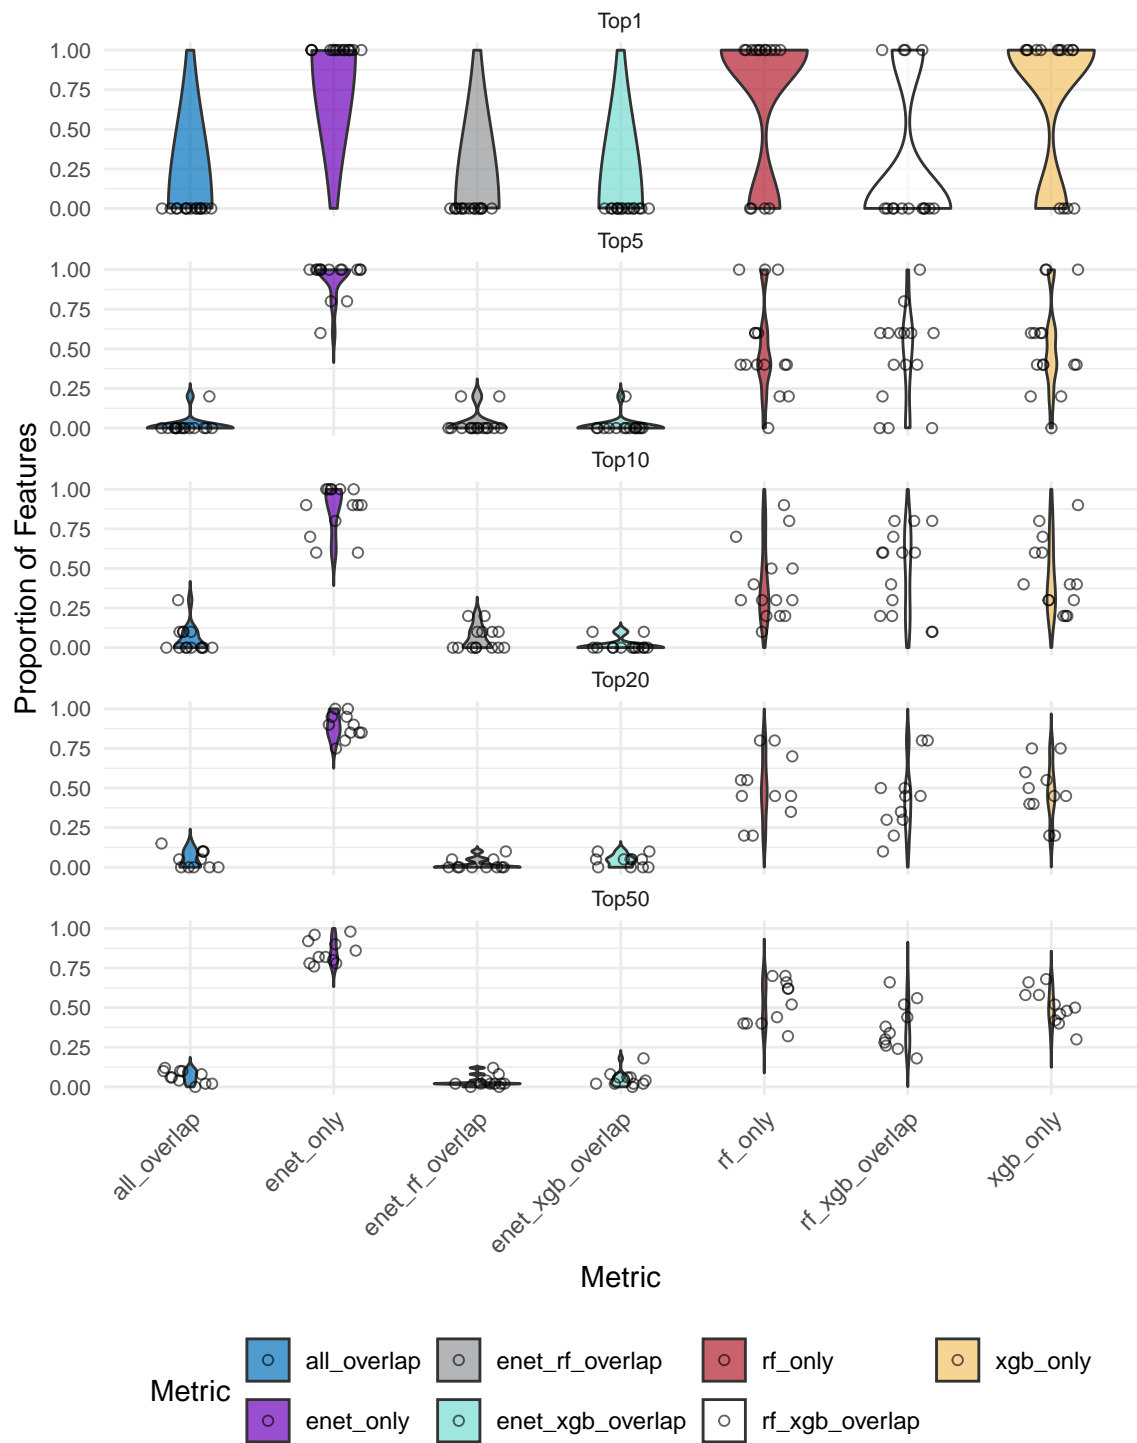 Top1
1.00
0.75
0.50
0.25
0.00
Top5
1.00
0.75
0.50
0.25
0.00
Top10
1.00
0.75
0.50
0.25
0.00
Top20
1.00
0.75
0.50
0.25
0.00
Top50
1.00
0.75
0.50
0.25
0.00
Proportion of Features
all_overlap
enet_only
enet_rf_overlap
enet_xgb_overlap
rf_only
rf_xgb_overlap
xgb_only
Metric
Metric
all_overlap
enet_rf_overlap
rf_only
xgb_only
enet_only
enet_xgb_overlap
rf_xgb_overlap